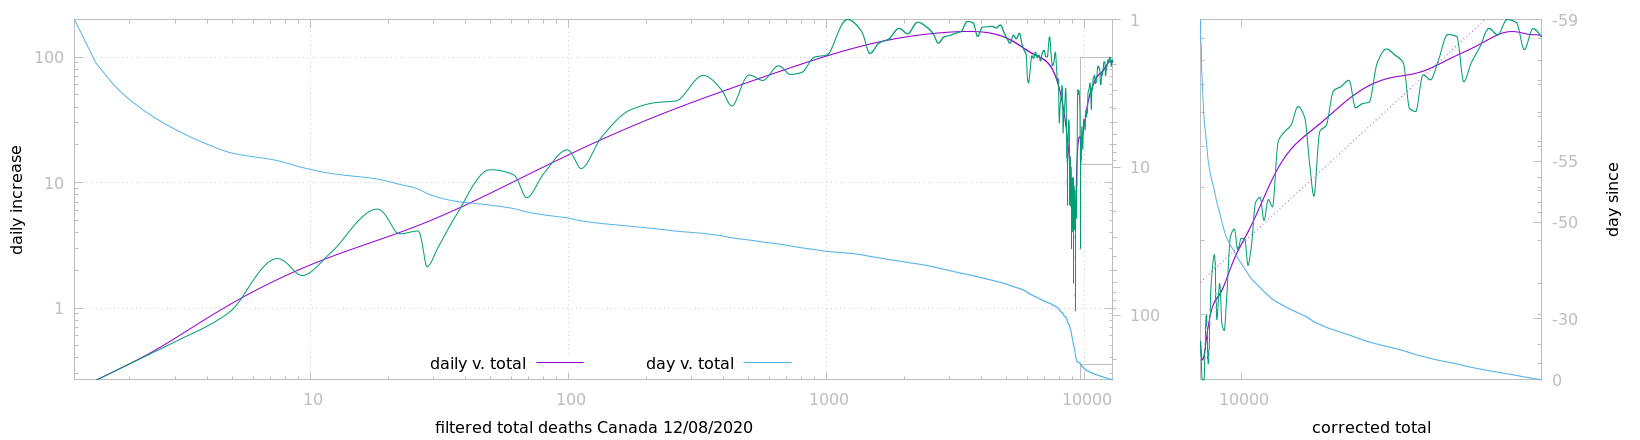 100
10
1
daily increase
10
100
1000
10000
filtered total deaths Canada 12/08/2020
daily v. total
day v. total
1
10
100
10000
corrected total
-59
-55
-50
-30
0
day since